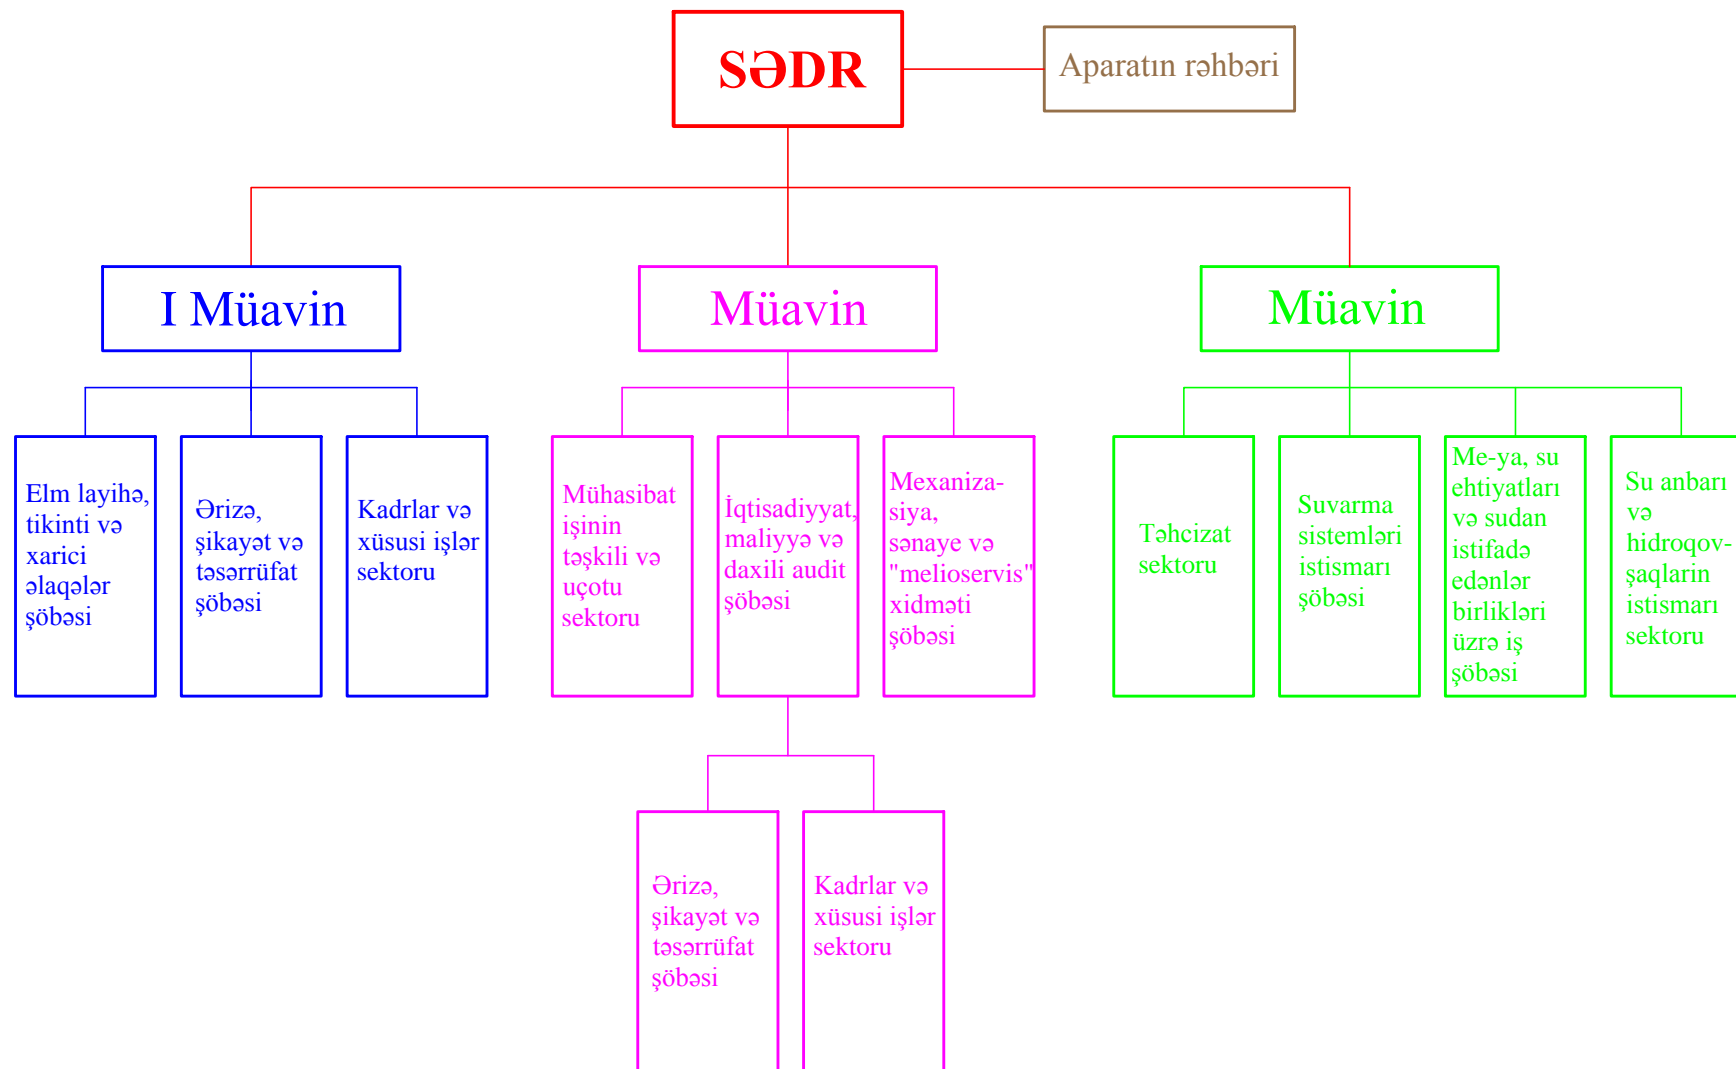 SƏDR
Aparatın rəhbəri
I Müavin
Müavin
Müavin
Elm layihə,
tikinti və
xarici
əlaqələr
şöbəsi
Ərizə,
şikayət və
təsərrüfat
şöbəsi
Kadrlar və
xüsusi işlər
sektoru
Mühasibat
işinin
təşkili və
uçotu
sektoru
İqtisadiyyat,
maliyyə və
daxili audit
şöbəsi
Mexaniza-
siya,
sənaye və
"melioservis"
xidməti
şöbəsi
Təhcizat
sektoru
Suvarma
sistemləri
istismarı
şöbəsi
Me-ya, su
ehtiyatları
və sudan
istifadə
edənlər
birlikləri
üzrə iş
şöbəsi
Su anbarı
və
hidroqov-
şaqlarin
istismarı
sektoru
Ərizə,
şikayət və
təsərrüfat
şöbəsi
Kadrlar və
xüsusi işlər
sektoru